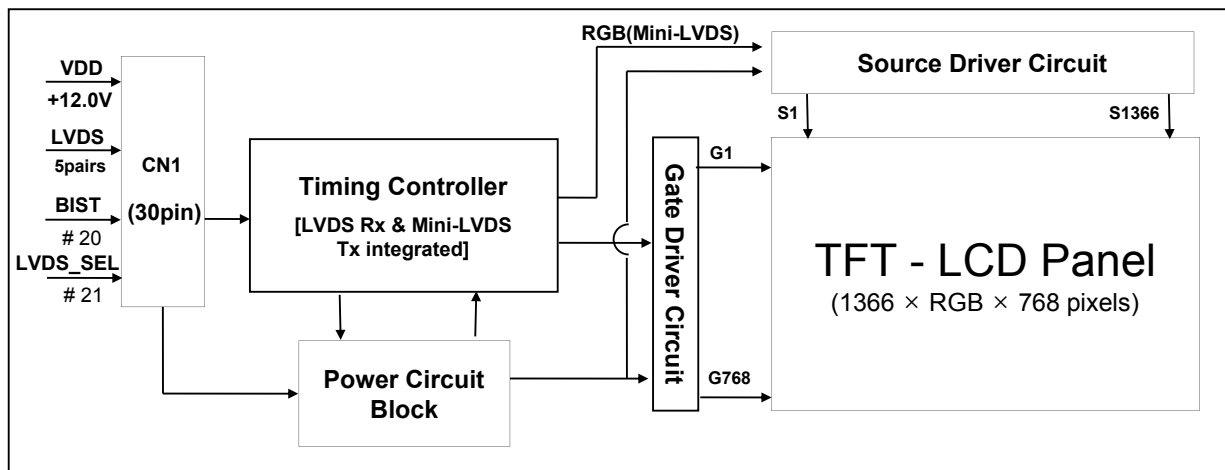 RGB(Mini-LVDS)
Source Driver Circuit
VDD
+12.0V
LVDS
5pairs
BIST
# 20
LVDS_SEL
# 21
CN1
(30pin)
Timing Controller
[LVDS Rx & Mini-LVDS
Tx integrated]
Power Circuit
Block
Gate Driver Circuit
S1
S1366
G1
G768
TFT - LCD Panel
(1366 × RGB × 768 pixels)